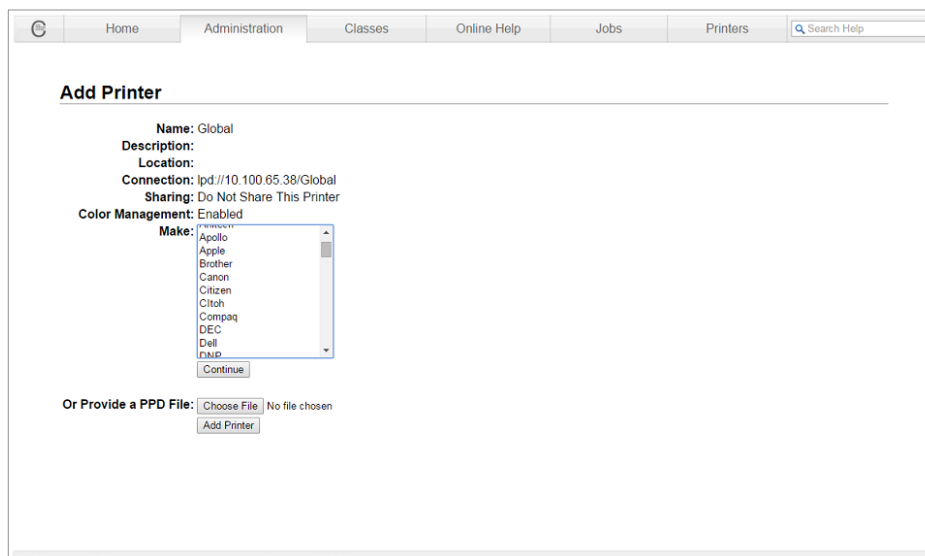 Home Administration Classes Online Help Jobs Printers Search Help
Add Printer
Name: Global
Description:
Location:
Connection: lpd://10.100.65.38/Global
Sharing: Do Not Share This Printer
Color Management: Enabled
Make:
Apollo
Apple
Brother
Canon
Citizen
CItoh
Compaq
DEC
Dell
DNP
Continue
Or Provide a PPD File: Choose File No file chosen
Add Printer